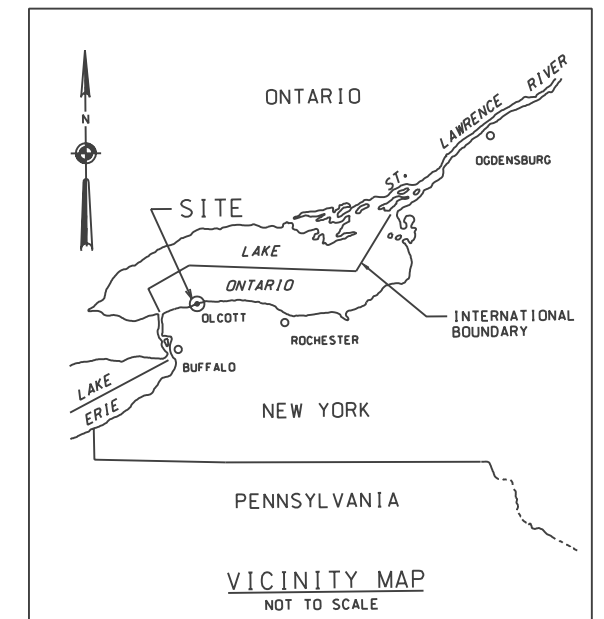 ONTARIO
N
ST. LAWRENCE RIVER
OGDENSBURG
SITE
LAKE
ONTARIO
OLCOTT
ROCHESTER
INTERNATIONAL
BOUNDARY
BUFFALO
LAKE
ERIE
NEW YORK
PENNSYLVANIA
VICINITY MAP
NOT TO SCALE